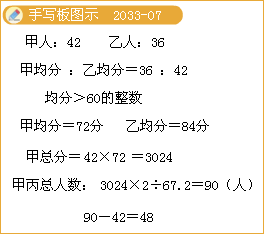 手写板图示 2033-07
甲人：42 乙人：36
甲均分：乙均分＝36：42
均分＞60的整数
甲均分＝72分 乙均分＝84分
甲总分＝42×72＝3024
甲丙总人数：3024×2÷67.2＝90（人）
90－42＝48